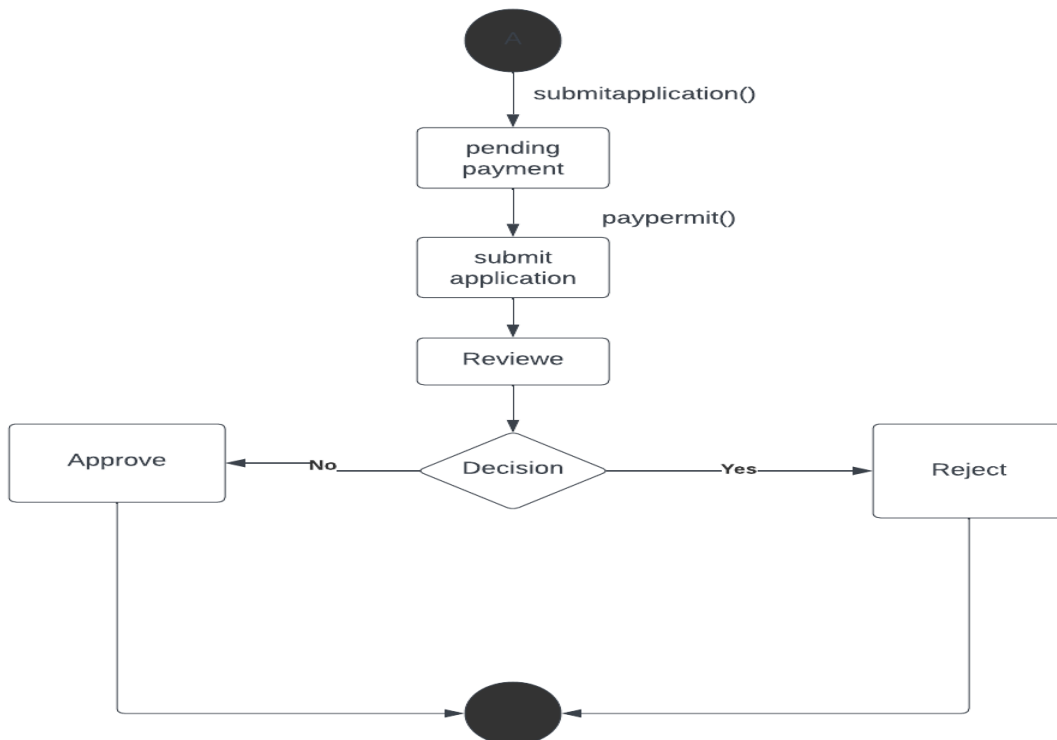 A
submitapplication()
pending
payment
paypermit()
submit
application
Reviewe
Approve
No
Decision
Yes
Reject